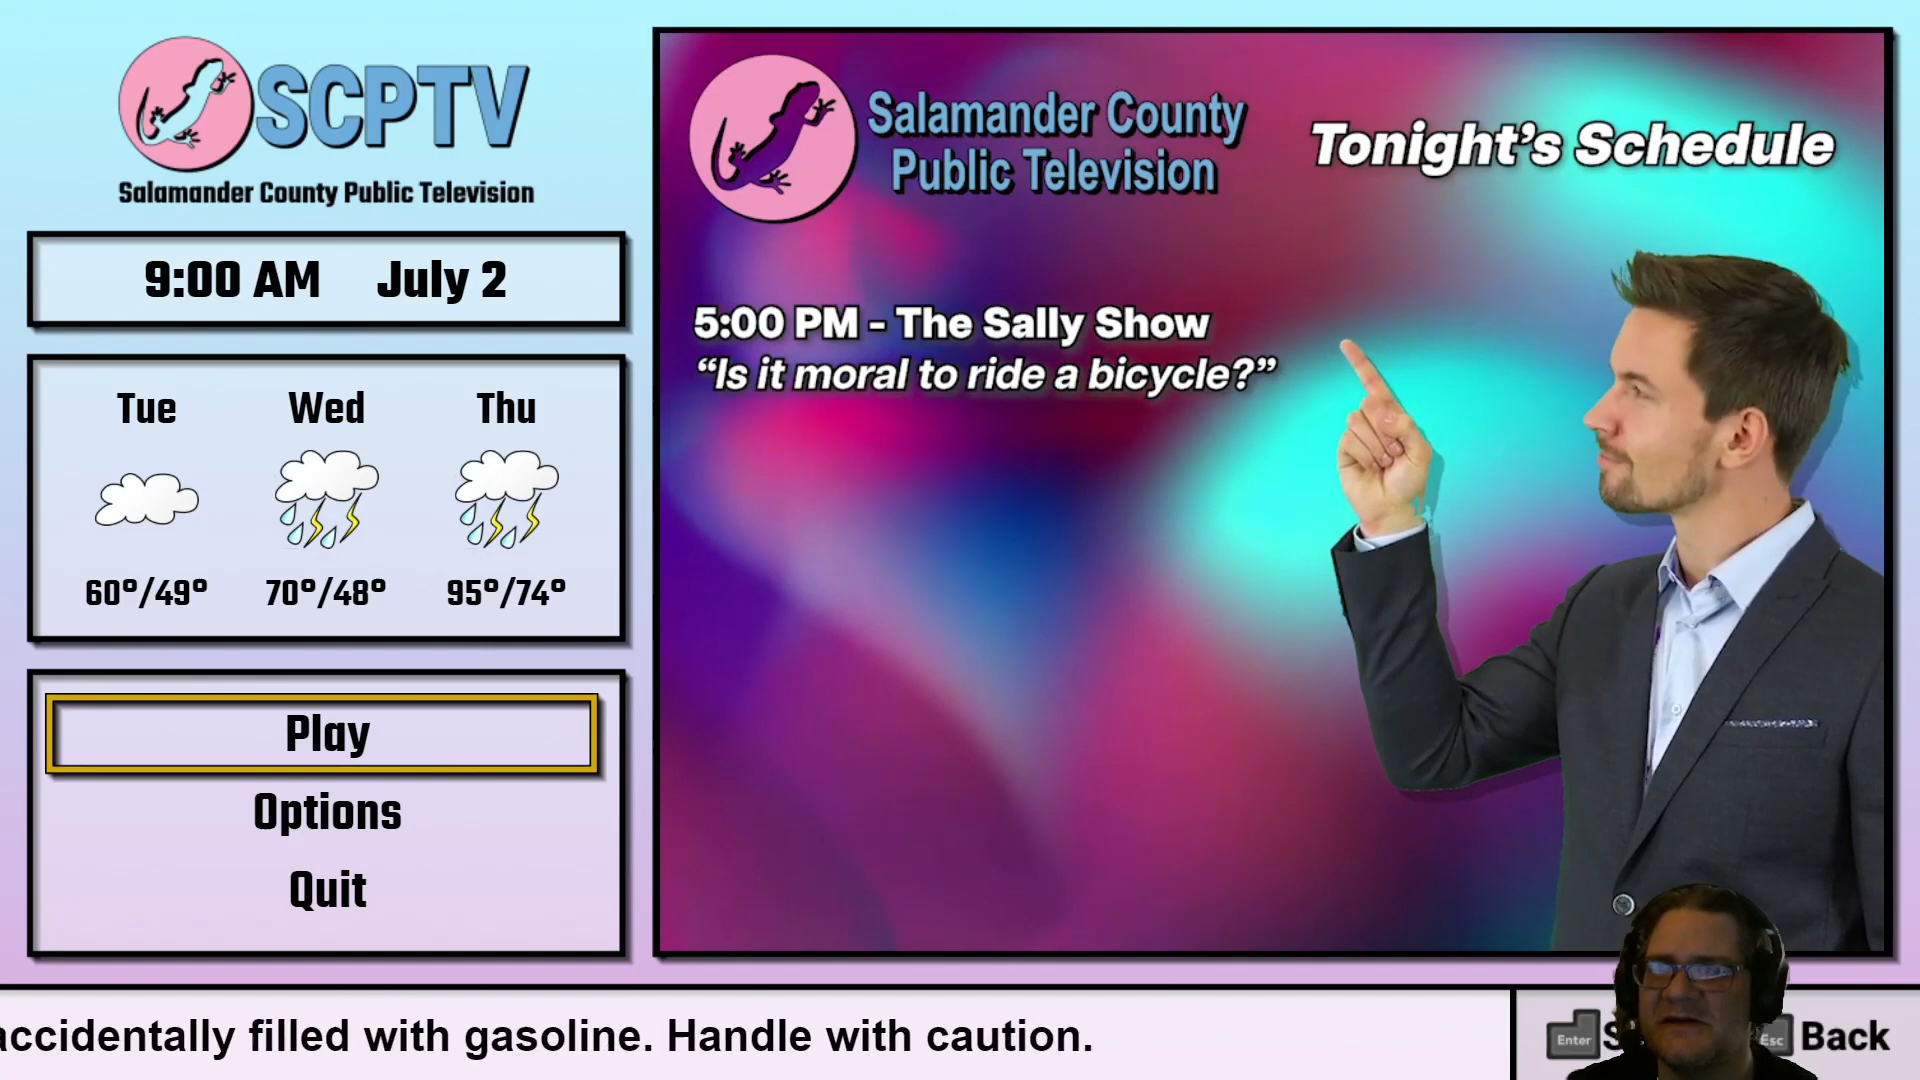 SCPTV
Salamander County Public Television
9:00 AM July 2
Tue Wed Thu
60°/49° 70°/48° 95°/74°
Play
Options
Quit
Salamander County
Public Television
Tonight's Schedule
5:00 PM - The Sally Show
“Is it moral to ride a bicycle?”
accidentally filled with gasoline. Handle with caution.
Enter Esc Back